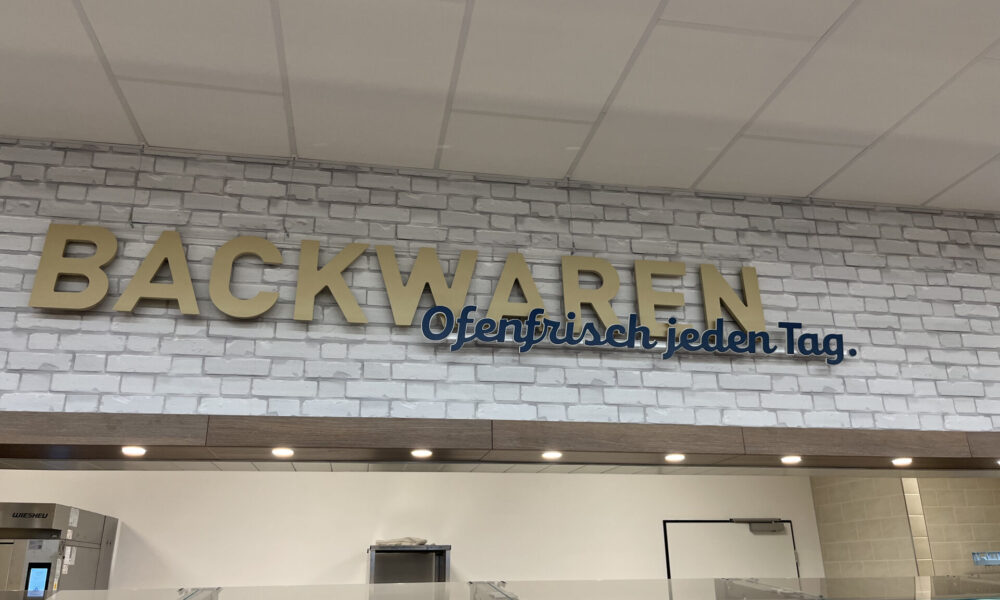 BACKWAREN
Ofenfrisch jeden Tag.
WIESHEU